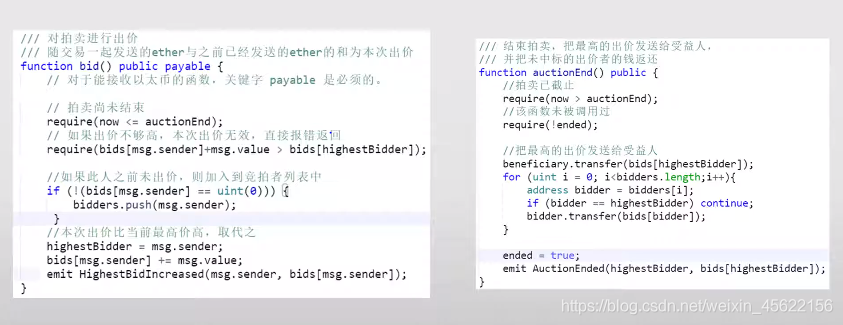 /// 对拍卖进行出价
/// 随交易一起发送的ether与之前已经发送的ether的和为本次出价
function bid() public payable {
// 对于能接收以太币的函数，关键字 payable 是必须的。
// 拍卖尚未结束
require(now <= auctionEnd);
// 如果出价不够高，本次出价无效，直接报错返回
require(bids[msg.sender]+msg.value > bids[highestBidder]);
//如果此人之前未出价，则加入到竞拍者列表中
if (!(bids[msg.sender] == uint(0))) {
bidders.push(msg.sender);
}
//本次出价比当前最高价高，取代之
highestBidder = msg.sender;
bids[msg.sender] += msg.value;
emit HighestBidIncreased(msg.sender, bids[msg.sender]);
}
/// 结束拍卖，把最高的出价发送给受益人，
/// 并把未中标的出价者的钱返还
function auctionEnd() public {
//拍卖已截止
require(now > auctionEnd);
//该函数未被调用过
require(!ended);
//把最高的出价发送给受益人
beneficiary.transfer(bids[highestBidder]);
for (uint i = 0; i<bidders.length;i++){
address bidder = bidders[i];
if (bidder == highestBidder) continue;
bidder.transfer(bids[bidder]);
}
ended = true;
emit AuctionEnded(highestBidder, bids[highestBidder]);
}
https://blog.csdn.net/weixin_45622156